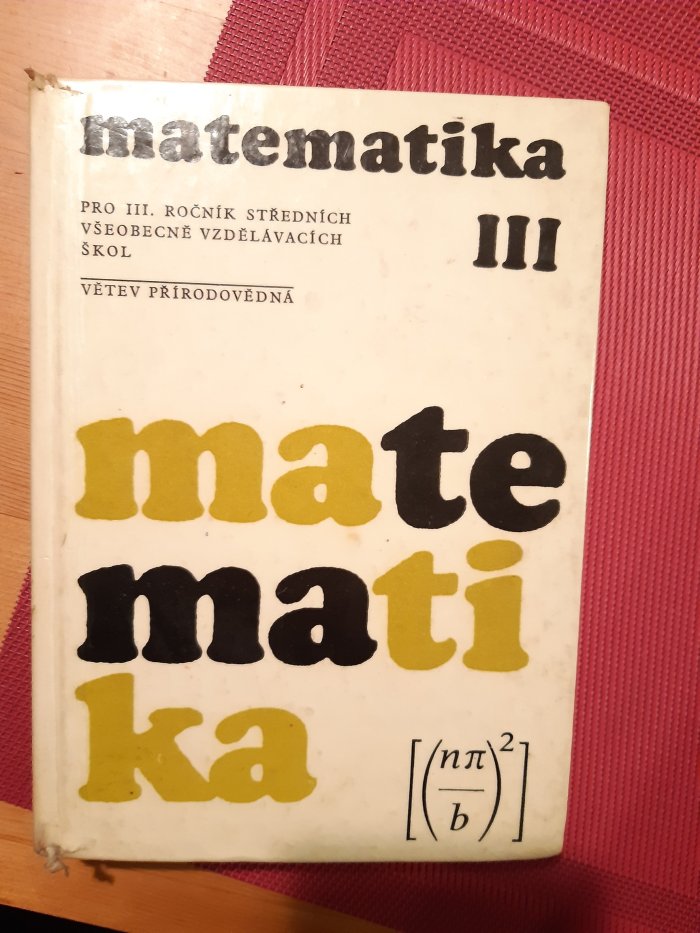 matematika
PRO III. ROČNÍK STŘEDNÍCH
VŠEOBECNĚ VZDĚLÁVACÍCH
ŠKOL
III
VĚTEV PŘÍRODOVĚDNÁ
mate
mati
ka
[(nπ/b)²]